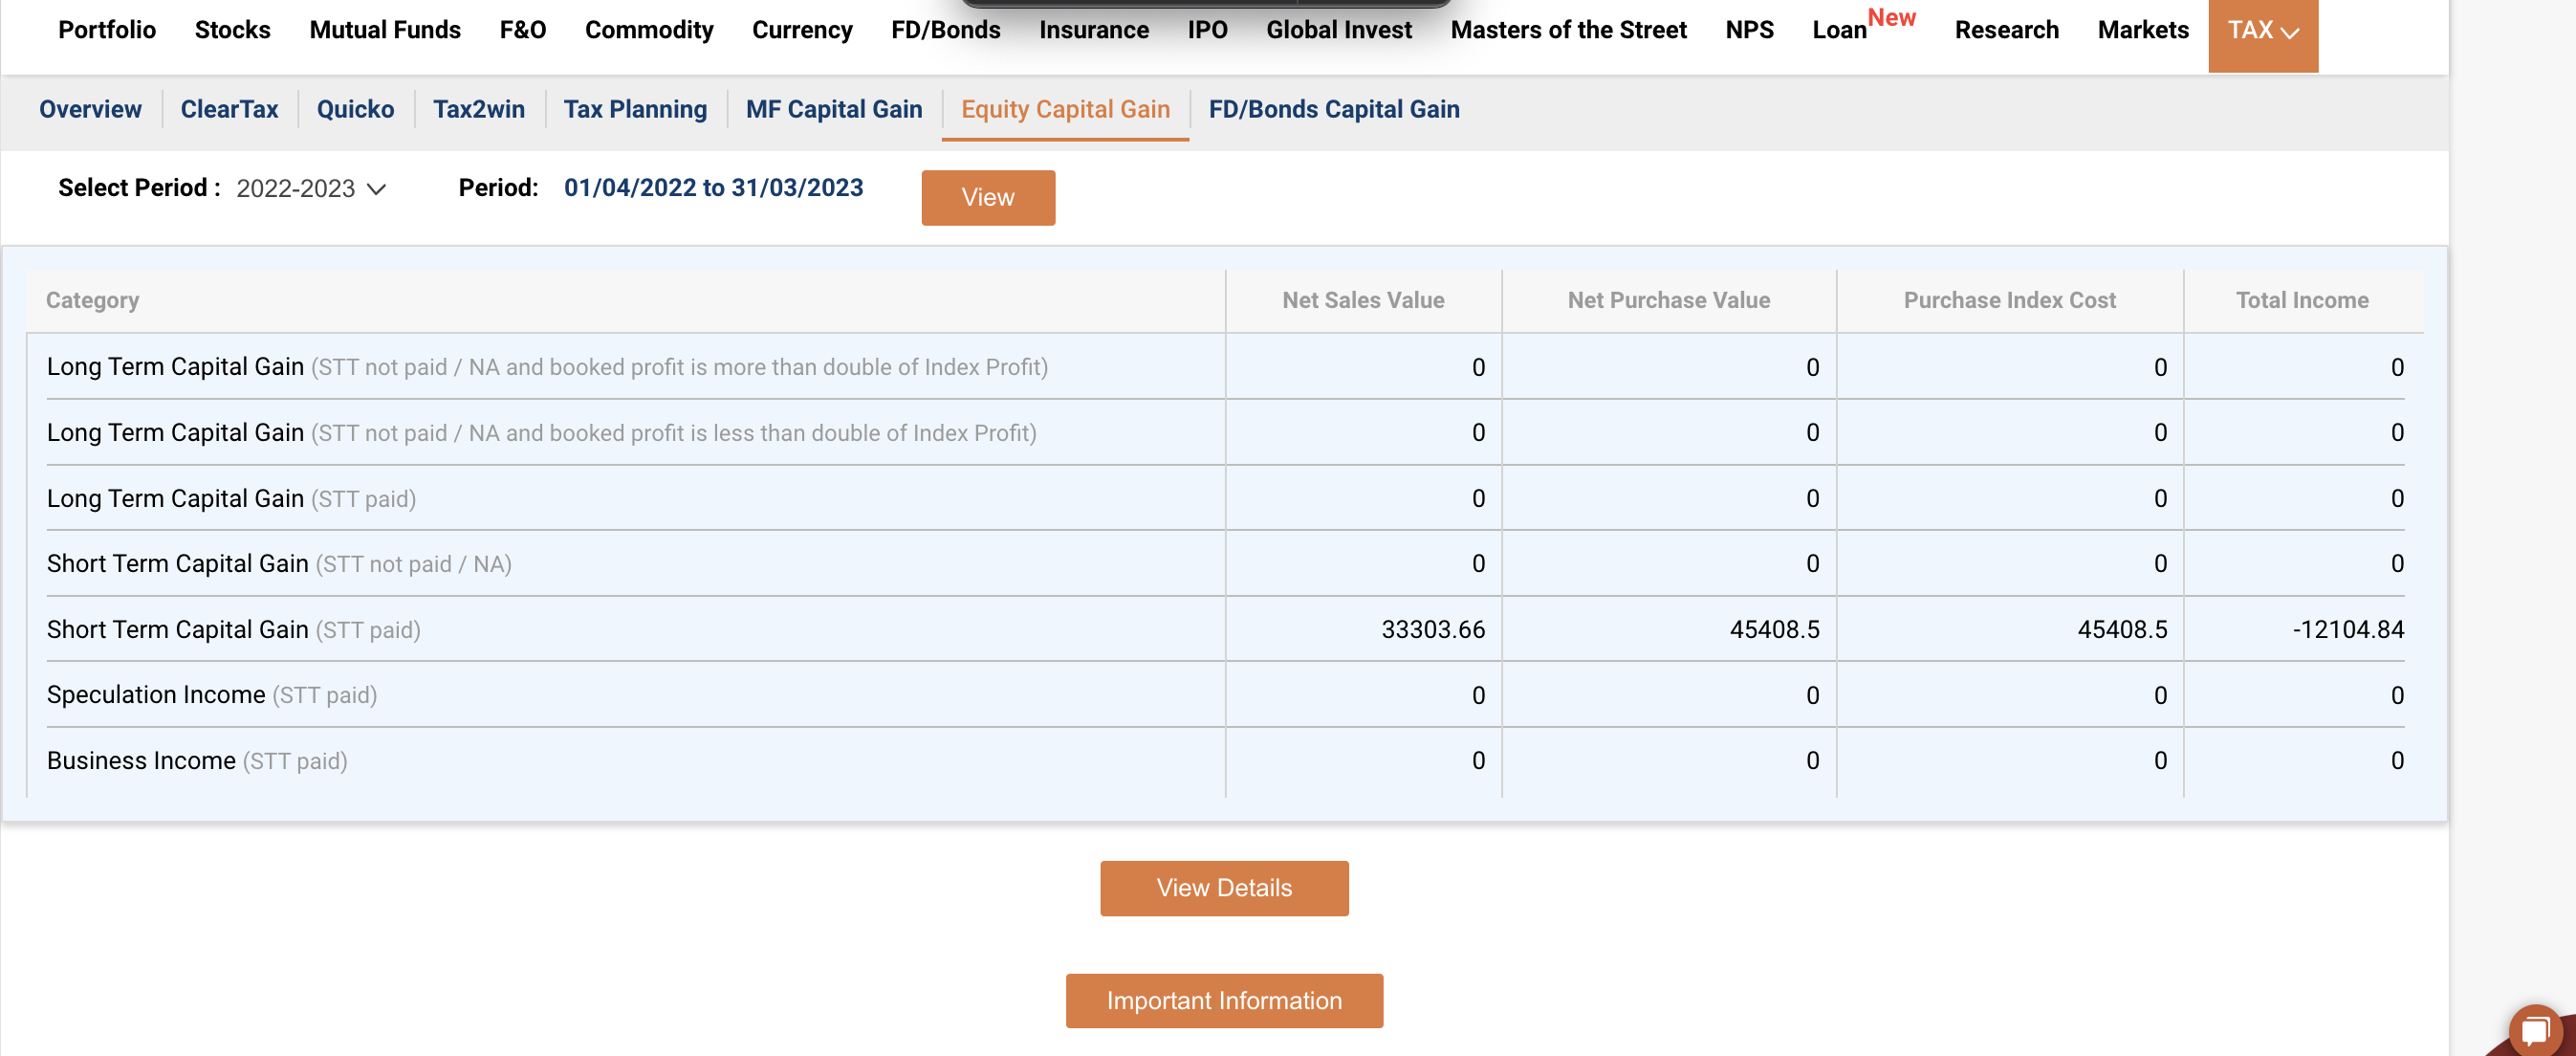 Portfolio Stocks Mutual Funds F&O Commodity Currency FD/Bonds Insurance IPO Global Invest Masters of the Street NPS Loan New Research Markets TAX
Overview ClearTax Quicko Tax2win Tax Planning MF Capital Gain Equity Capital Gain FD/Bonds Capital Gain
Select Period : 2022-2023 Period: 01/04/2022 to 31/03/2023 View
Category Net Sales Value Net Purchase Value Purchase Index Cost Total Income
Long Term Capital Gain (STT not paid / NA and booked profit is more than double of Index Profit) 0 0 0 0
Long Term Capital Gain (STT not paid / NA and booked profit is less than double of Index Profit) 0 0 0 0
Long Term Capital Gain (STT paid) 0 0 0 0
Short Term Capital Gain (STT not paid / NA) 0 0 0 0
Short Term Capital Gain (STT paid) 33303.66 45408.5 45408.5 -12104.84
Speculation Income (STT paid) 0 0 0 0
Business Income (STT paid) 0 0 0 0
View Details
Important Information